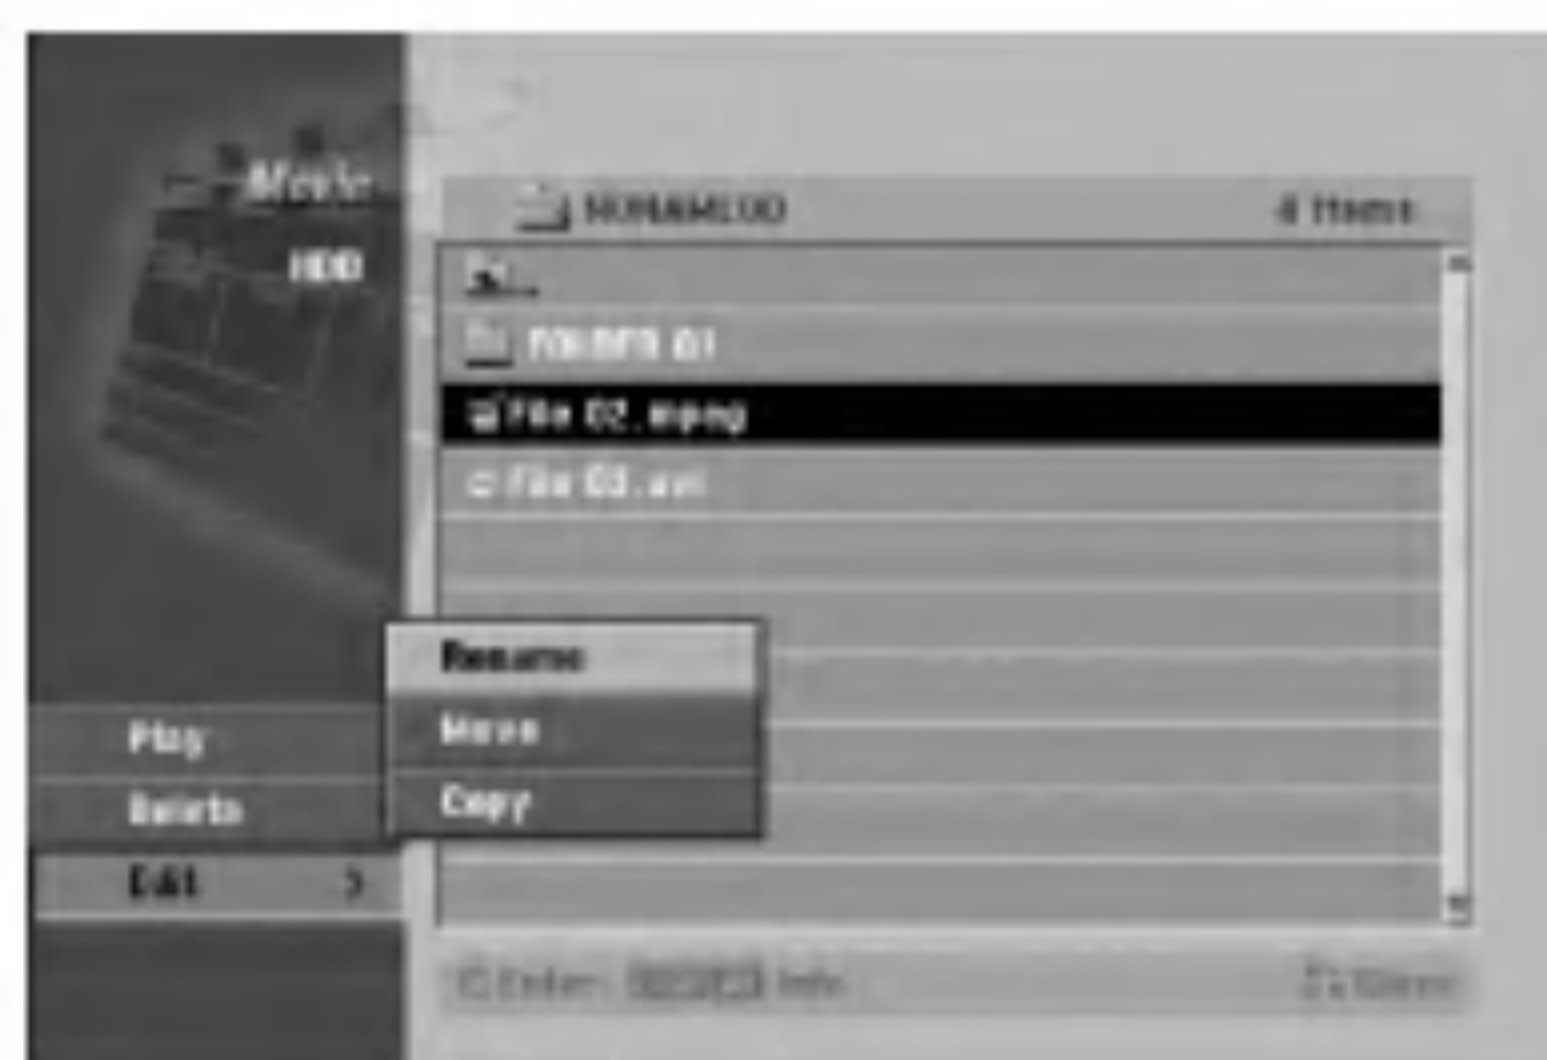 Movie
HDD
NONAME00 4 Items
..
FOLDER 01
File 02.mpeg
File 03.avi
Rename
Move
Copy
Play
Delete
Edit >
Enter Info